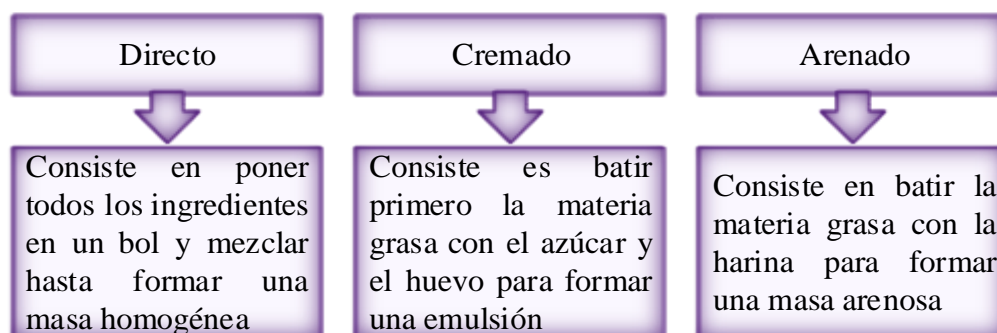 Directo
Consiste en poner
todos los ingredientes
en un bol y mezclar
hasta formar una
masa homogénea
Cremado
Consiste es batir
primero la materia
grasa con el azúcar y
el huevo para formar
una emulsión
Arenado
Consiste en batir la
materia grasa con la
harina para formar
una masa arenosa